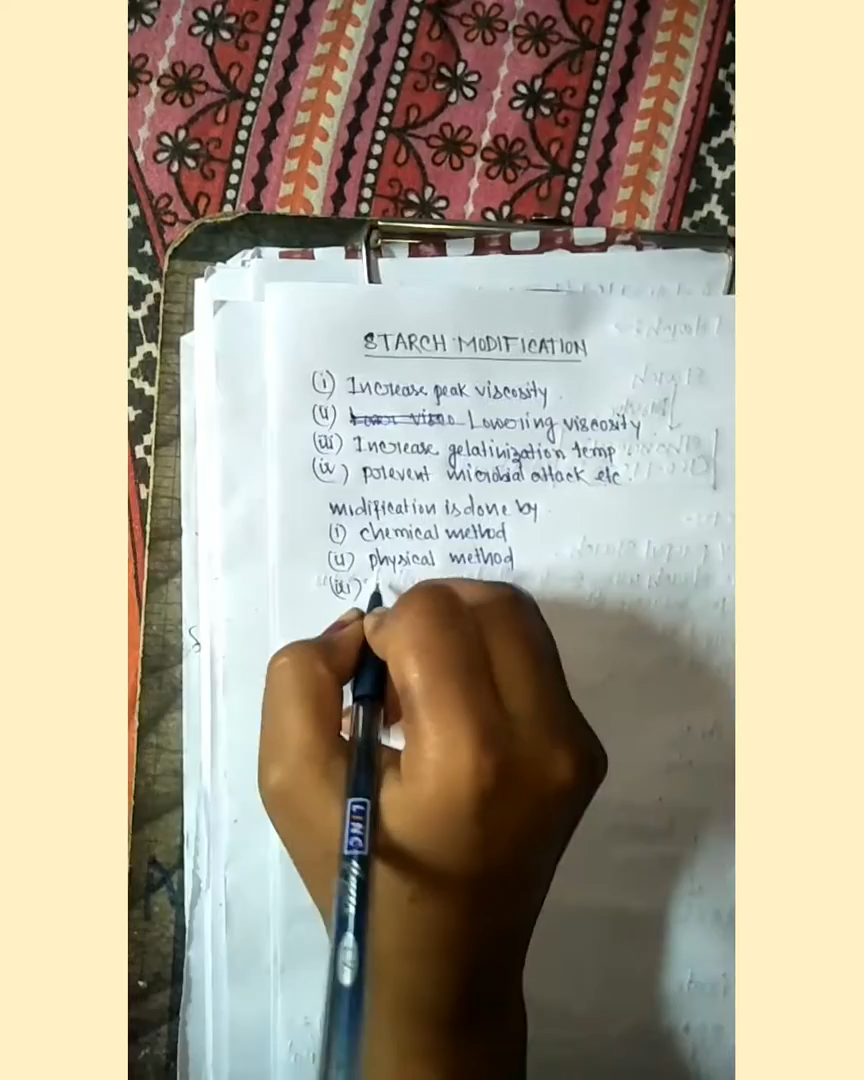 STARCH MODIFICATION
(i) Increase peak viscosity.
(ii) Lowering viscosity
(iii) Increase gelatinization temp
(iv) prevent microbial attack etc.
modification is done by
(i) chemical method
(ii) physical method
(iii)
LINC